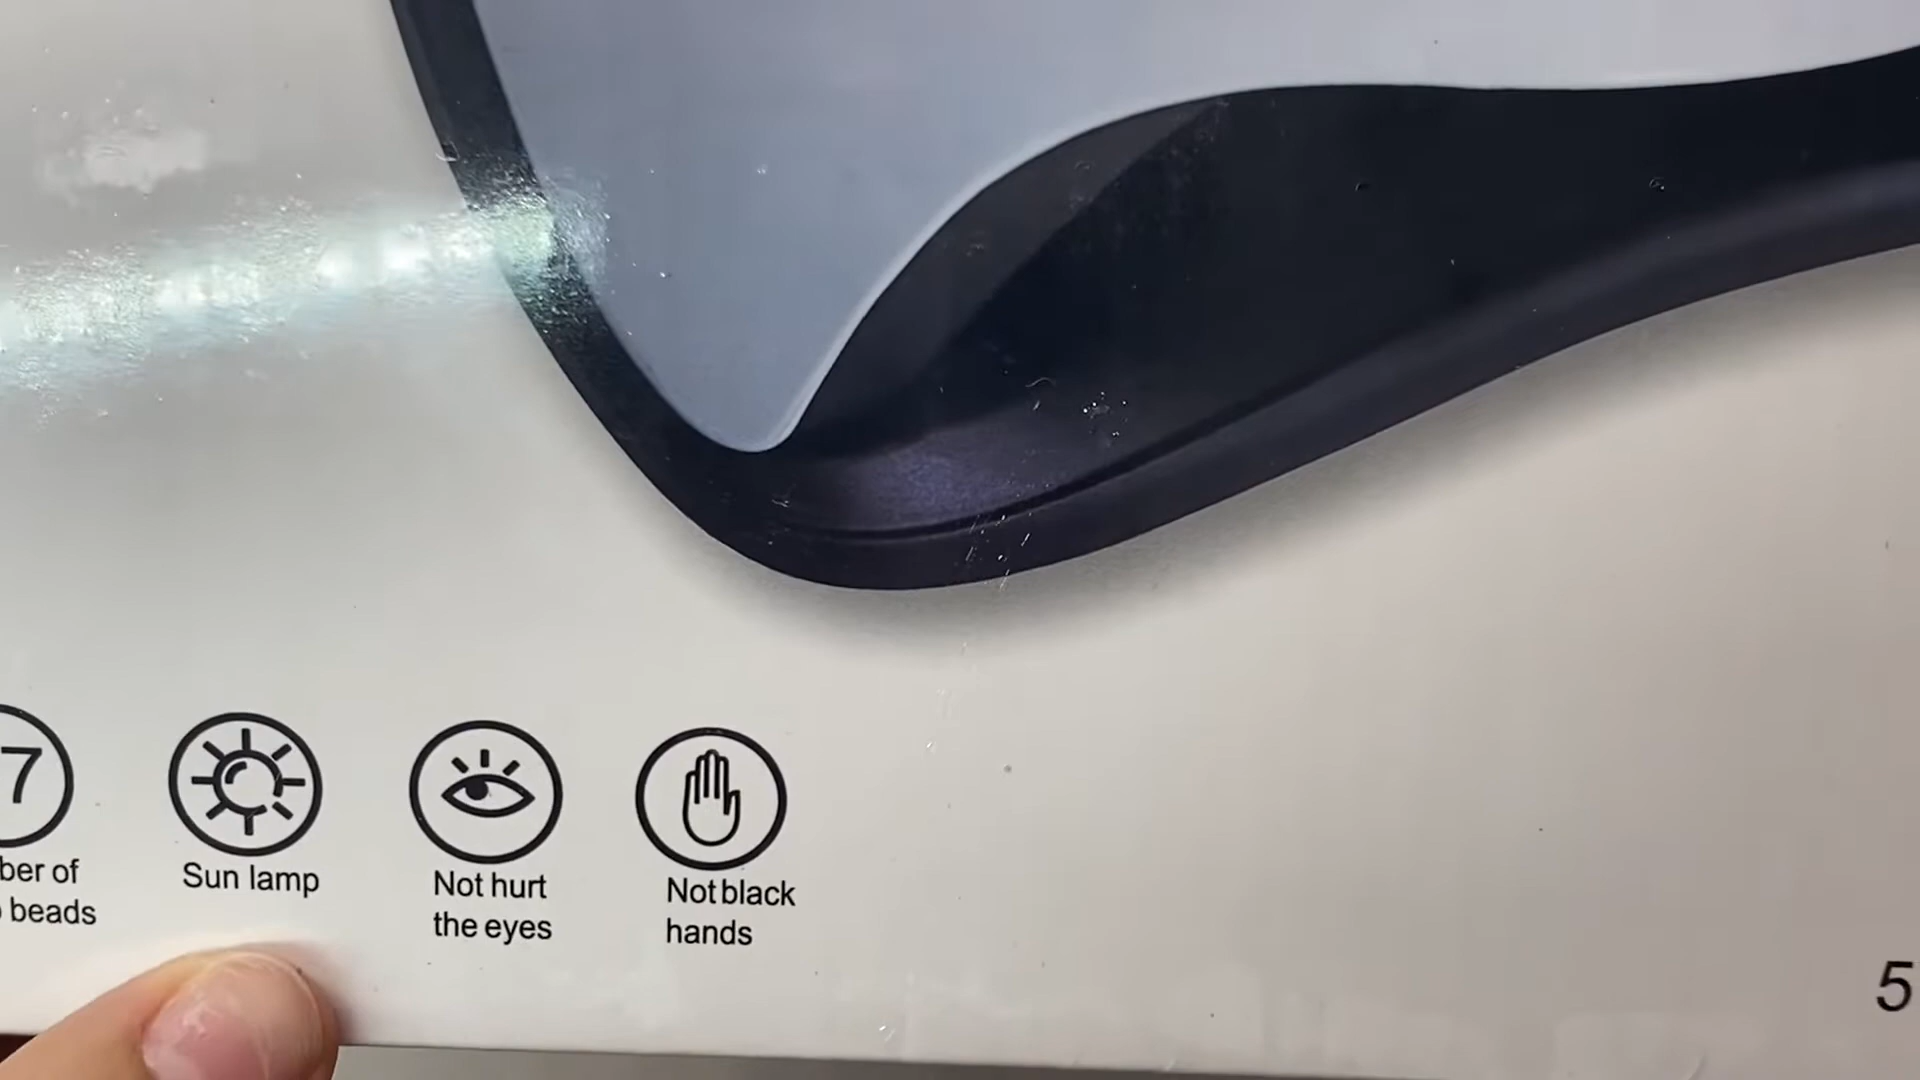 7
Sun lamp
Not hurt
the eyes
Not black
hands
ber of
beads
5